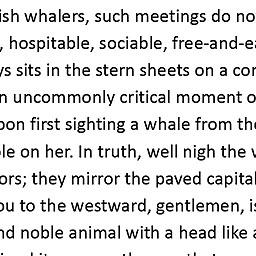 ish whalers, such meetings do no
, hospitable, sociable, free-and-ea
ys sits in the stern sheets on a co
n uncommonly critical moment o
pon first sighting a whale from the
le on her. In truth, well nigh the
ors; they mirror the paved capital
ou to the westward, gentlemen, is
nd noble animal with a head like a